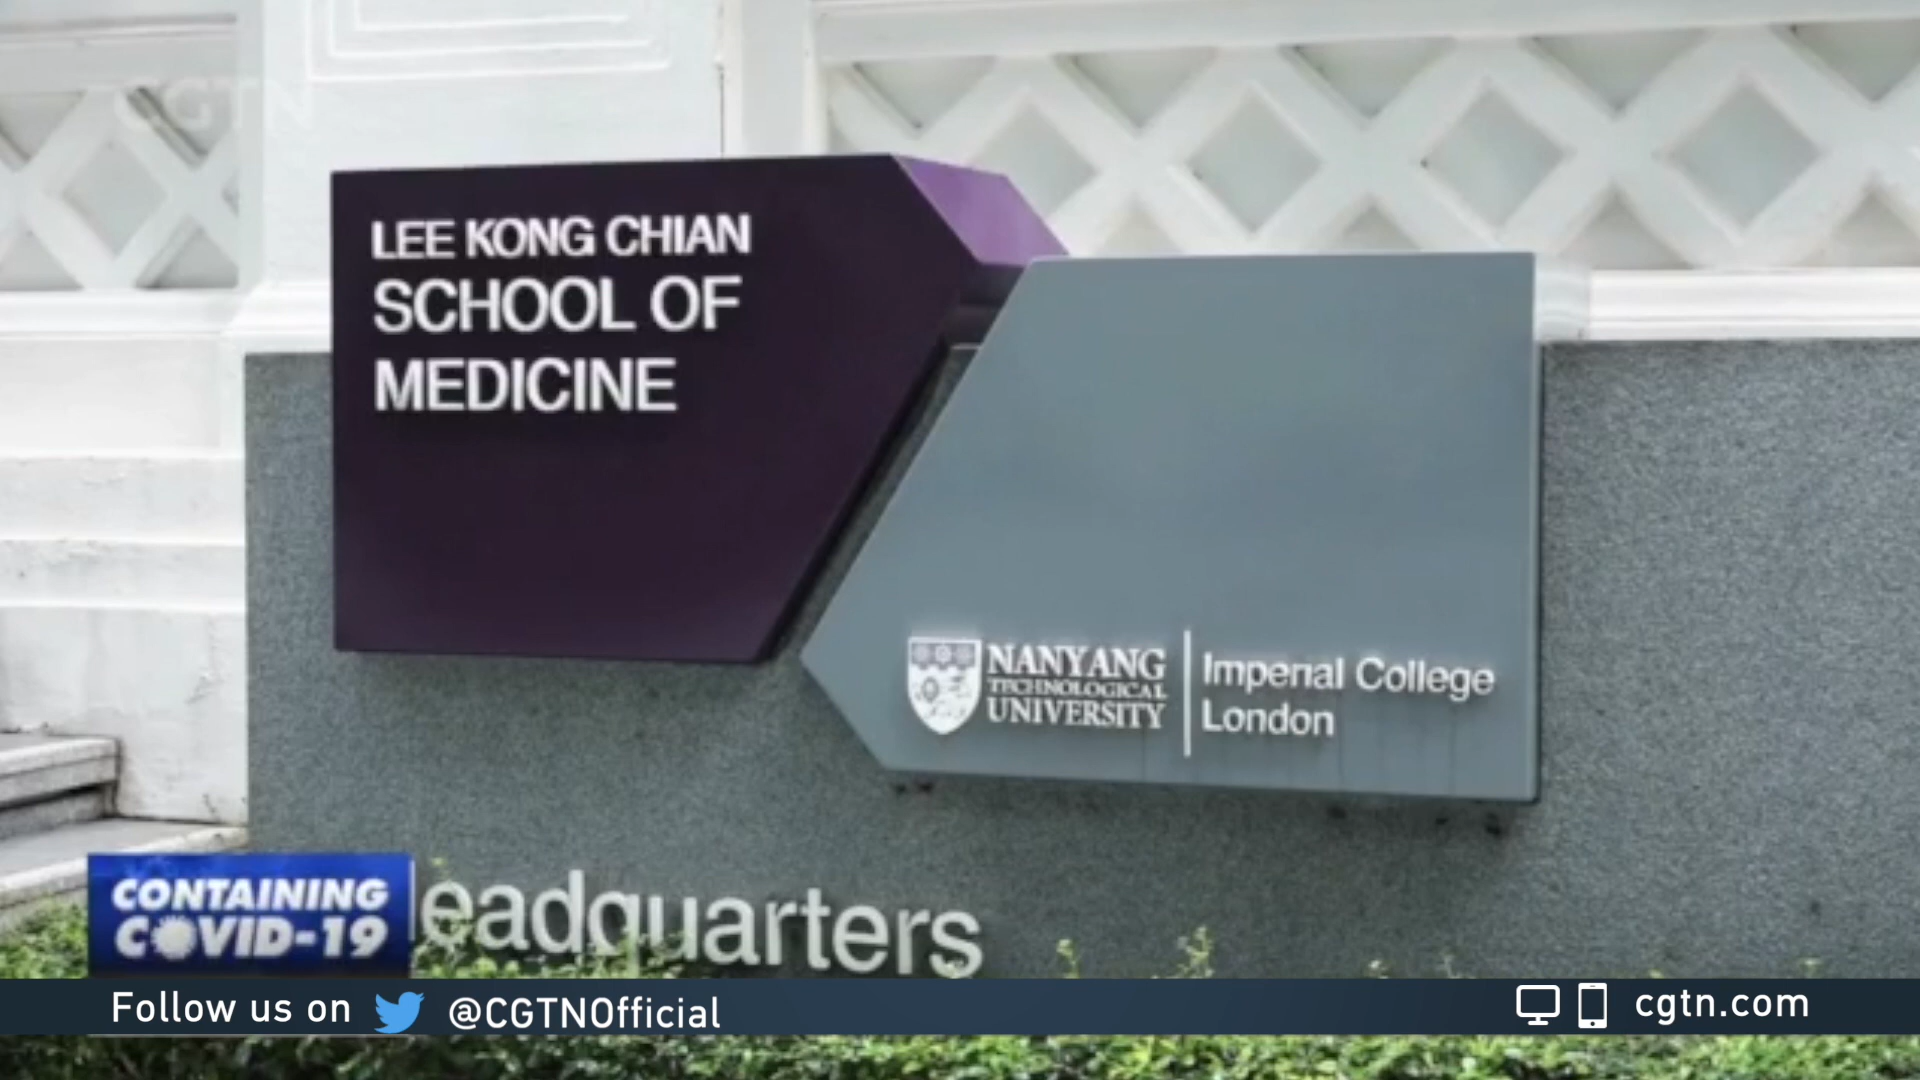 CGTN
LEE KONG CHIAN
SCHOOL OF
MEDICINE
NANYANG
TECHNOLOGICAL
UNIVERSITY
Imperial College
London
eadquarters
CONTAINING
COVID-19
Follow us on @CGTNOfficial
cgtn.com